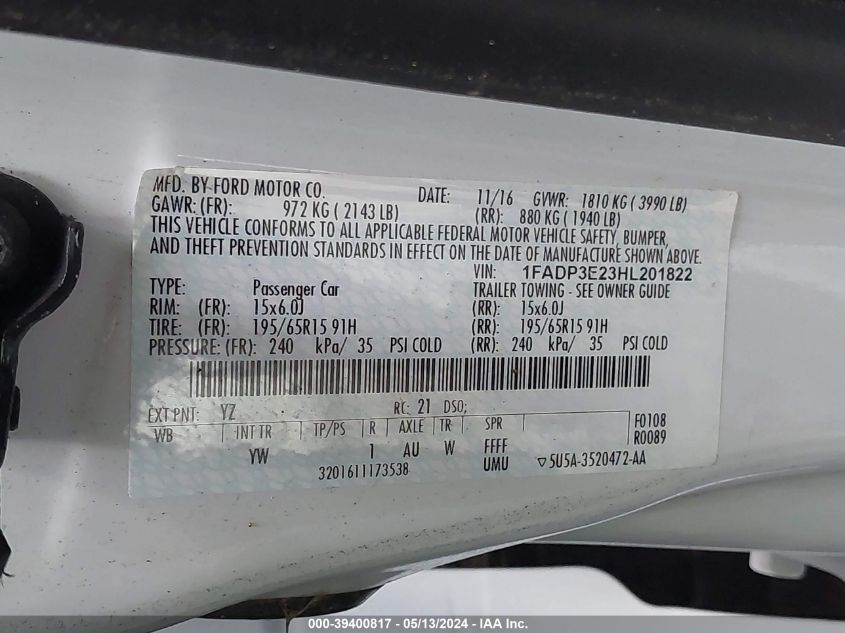 MFD. BY FORD MOTOR CO. DATE: 11/16 GVWR: 1810 KG ( 3990 LB)
GAWR: (FR): 972 KG ( 2143 LB) (RR): 880 KG ( 1940 LB)
THIS VEHICLE CONFORMS TO ALL APPLICABLE FEDERAL MOTOR VEHICLE SAFETY, BUMPER,
AND THEFT PREVENTION STANDARDS IN EFFECT ON THE DATE OF MANUFACTURE SHOWN ABOVE.
VIN: 1FADP3E23HL201822
TYPE: Passenger Car TRAILER TOWING - SEE OWNER GUIDE
RIM: (FR): 15x6.0J (RR): 15x6.0J
TIRE: (FR): 195/65R15 91H (RR): 195/65R15 91H
PRESSURE: (FR): 240 kPa/ 35 PSI COLD (RR): 240 kPa/ 35 PSI COLD
EXT PNT: YZ RC: 21 DSO:
WB INT TR TP/PS R AXLE TR SPR F0108
YW 1 AU W FFFF R0089
3201611173538 UMU ▽5U5A-3520472-AA
000-39400817 - 05/13/2024 - IAA Inc.